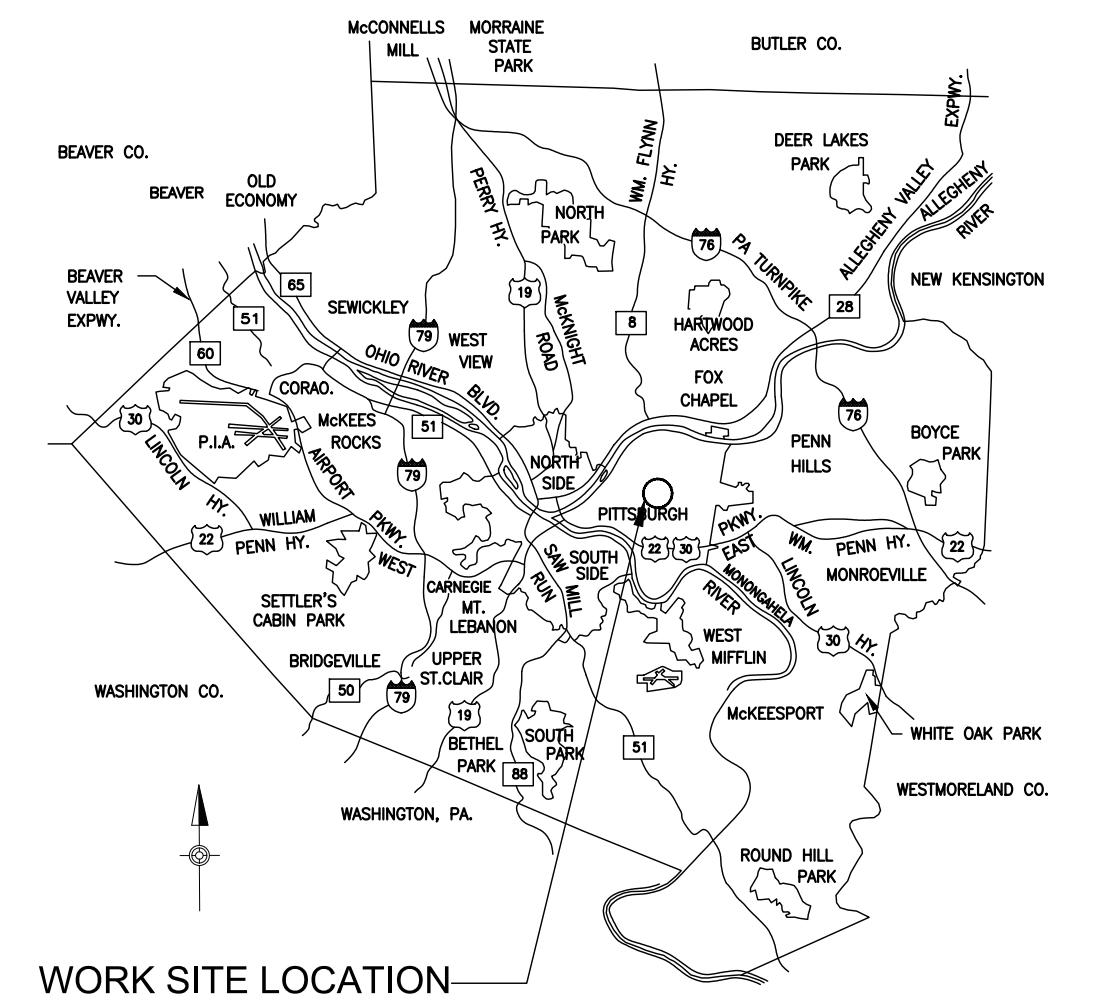 McCONNELLS
MILL
MORRAINE
STATE
PARK
BUTLER CO.
EXPWY.
BEAVER CO.
BEAVER
OLD
ECONOMY
PERRY HY.
WM. FLYNN
HY.
DEER LAKES
PARK
ALLEGHENY VALLEY
ALLEGHENY
RIVER
NORTH
PARK
76
PA TURNPIKE
BEAVER
VALLEY
EXPWY.
65
51
SEWICKLEY
19
McKNIGHT
ROAD
8
HARTWOOD
ACRES
28
NEW KENSINGTON
60
79
WEST
VIEW
OHIO RIVER
BLVD.
FOX
CHAPEL
CORAO.
30
P.I.A.
McKEES
ROCKS
51
76
PENN
HILLS
BOYCE
PARK
LINCOLN
HY.
AIRPORT
79
NORTH
SIDE
PITTSBURGH
22
WILLIAM
PENN HY.
PKWY.
WEST
SAW MILL
RUN
SOUTH
SIDE
22
30
PKWY.
EAST
WM.
PENN HY.
22
MONROEVILLE
SETTLER'S
CABIN PARK
CARNEGIE
MT.
LEBANON
MONONGAHELA
RIVER
LINCOLN
HY.
30
WEST
MIFFLIN
BRIDGEVILLE
UPPER
ST.CLAIR
50
79
WASHINGTON CO.
19
BETHEL
PARK
SOUTH
PARK
88
51
McKEESPORT
WHITE OAK PARK
WESTMORELAND CO.
WASHINGTON, PA.
ROUND HILL
PARK
WORK SITE LOCATION